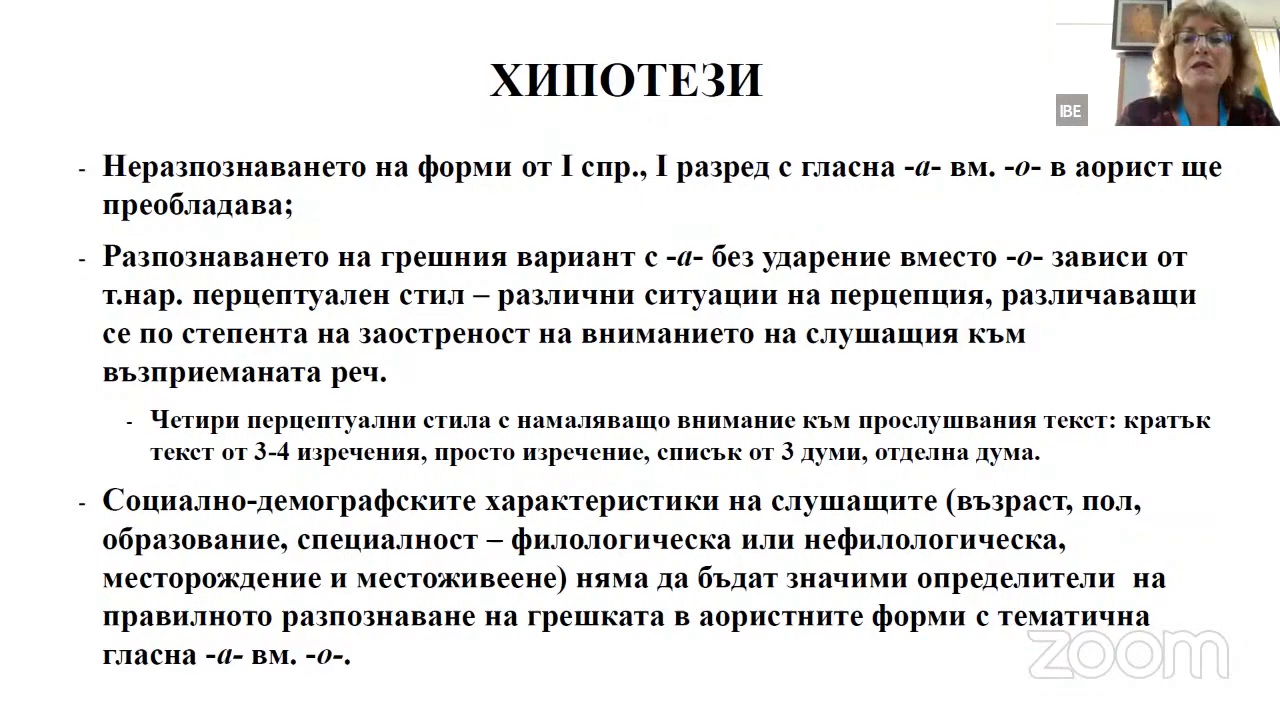 ХИПОТЕЗИ
IBE
- Неразпознаването на форми от I спр., I разред с гласна -а- вм. -о- в аорист ще
преобладава;
- Разпознаването на грешния вариант с -а- без ударение вместо -о- зависи от
т.нар. перцептуален стил – различни ситуации на перцепция, различаващи
се по степента на заостреност на вниманието на слушащия към
възприеманата реч.
- Четири перцептуални стила с намаляващо внимание към прослушвания текст: кратък
текст от 3-4 изречения, просто изречение, списък от 3 думи, отделна дума.
- Социално-демографските характеристики на слушащите (възраст, пол,
образование, специалност – филологическа или нефилологическа,
месторождение и местоживеене) няма да бъдат значими определители на
правилното разпознаване на грешката в аористните форми с тематична
гласна -а- вм. -о-.
zoom